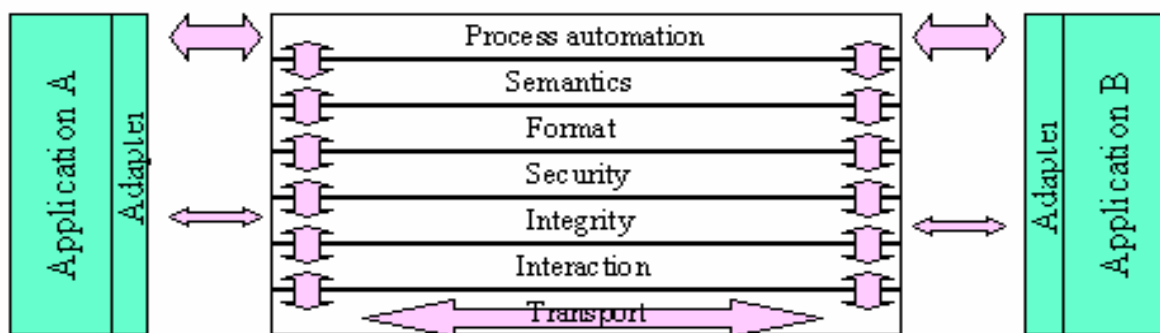 Application A
Adapter
Process automation
Semantics
Format
Security
Integrity
Interaction
Transport
Adapter
Application B